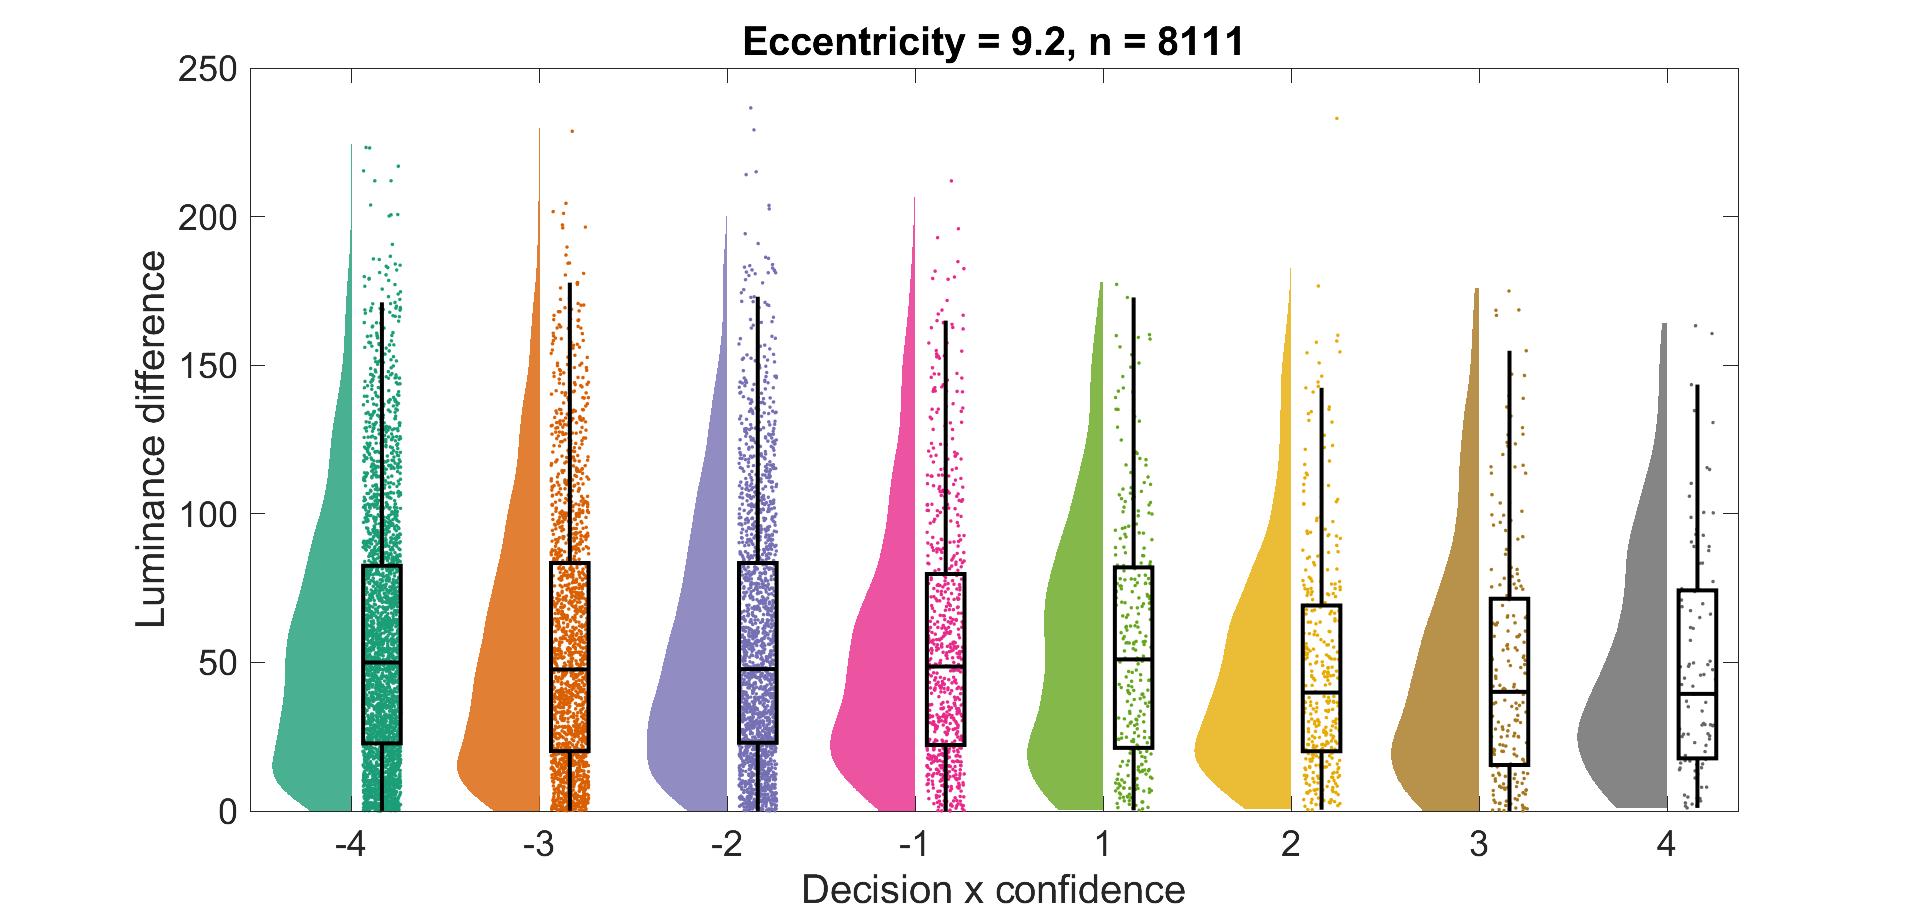 Eccentricity = 9.2, n = 8111
250
200
150
100
50
0
Luminance difference
-4 -3 -2 -1 1 2 3 4
Decision x confidence